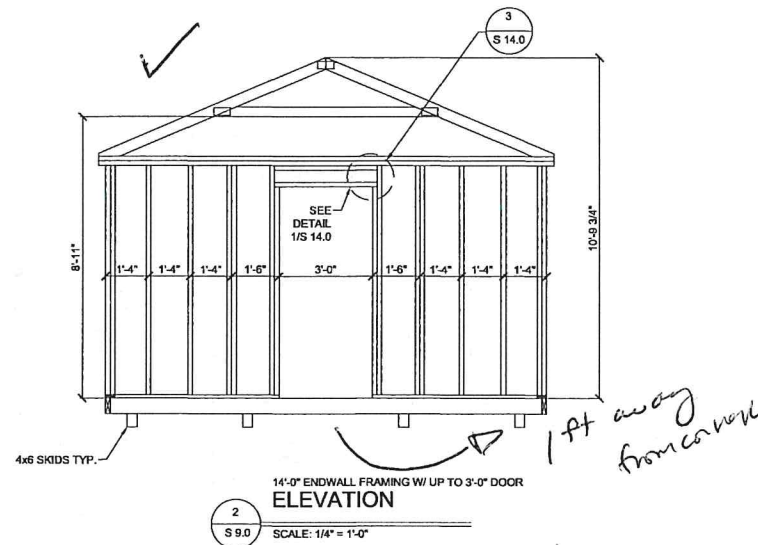 3
S 14.0
SEE
DETAIL
1/S 14.0
8'-11"
10'-9 3/4"
1'-4" 1'-4" 1'-4" 1'-6" 3'-0" 1'-6" 1'-4" 1'-4" 1'-4"
4x6 SKIDS TYP.
1 ft away
from
14'-0" ENDWALL FRAMING W/ UP TO 3'-0" DOOR
ELEVATION
2
S 9.0
SCALE: 1/4" = 1'-0"